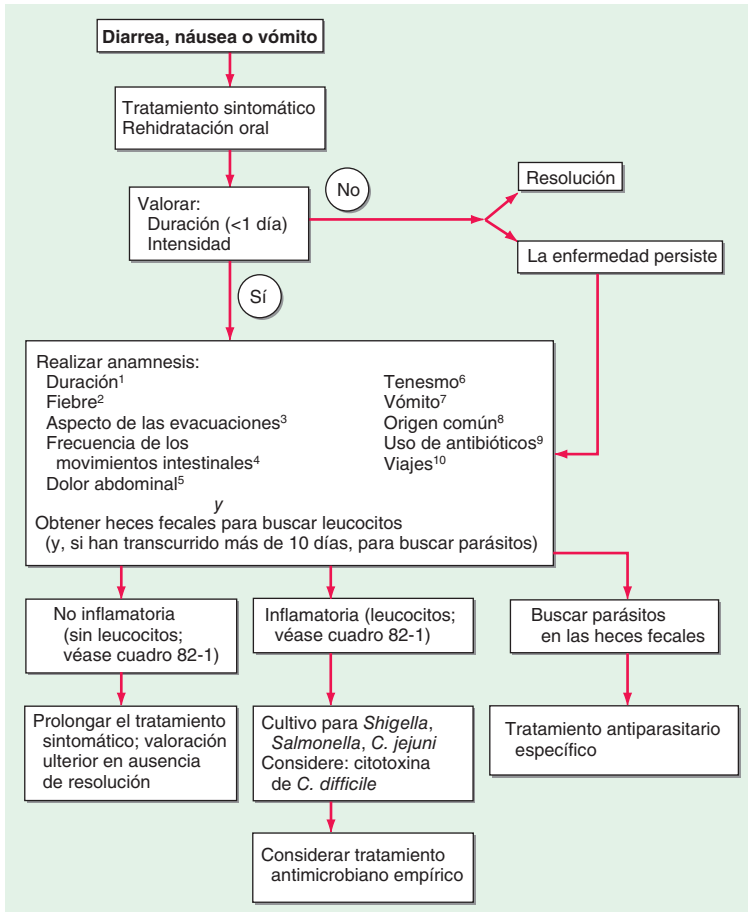 Diarrea, náusea o vómito
Tratamiento sintomático
Rehidratación oral
Valorar:
Duración (<1 día)
Intensidad
No
Resolución
La enfermedad persiste
Sí
Realizar anamnesis:
Duración¹
Fiebre²
Aspecto de las evacuaciones³
Frecuencia de los
movimientos intestinales⁴
Dolor abdominal⁵
Tenesmo⁶
Vómito⁷
Origen común⁸
Uso de antibióticos⁹
Viajes¹⁰
y
Obtener heces fecales para buscar leucocitos
(y, si han transcurrido más de 10 días, para buscar parásitos)
No inflamatoria
(sin leucocitos;
véase cuadro 82-1)
Inflamatoria (leucocitos;
véase cuadro 82-1)
Buscar parásitos
en las heces fecales
Prolongar el tratamiento
sintomático; valoración
ulterior en ausencia
de resolución
Cultivo para Shigella,
Salmonella, C. jejuni
Considere: citotoxina
de C. difficile
Tratamiento antiparasitario
específico
Considerar tratamiento
antimicrobiano empírico